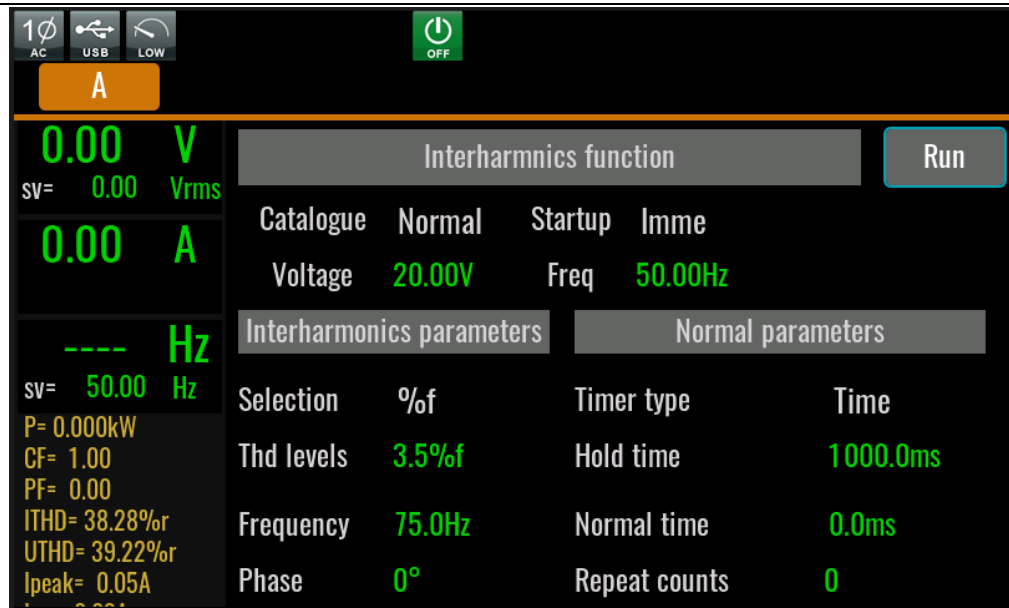 1Ø AC USB LOW OFF
A
0.00 V
sv= 0.00 Vrms
0.00 A
---- Hz
sv= 50.00 Hz
P= 0.000kW
CF= 1.00
PF= 0.00
ITHD= 38.28%r
UTHD= 39.22%r
Ipeak= 0.05A
Interharmnics function Run
Catalogue Normal Startup Imme
Voltage 20.00V Freq 50.00Hz
Interharmonics parameters Normal parameters
Selection %f Timer type Time
Thd levels 3.5%f Hold time 1000.0ms
Frequency 75.0Hz Normal time 0.0ms
Phase 0° Repeat counts 0